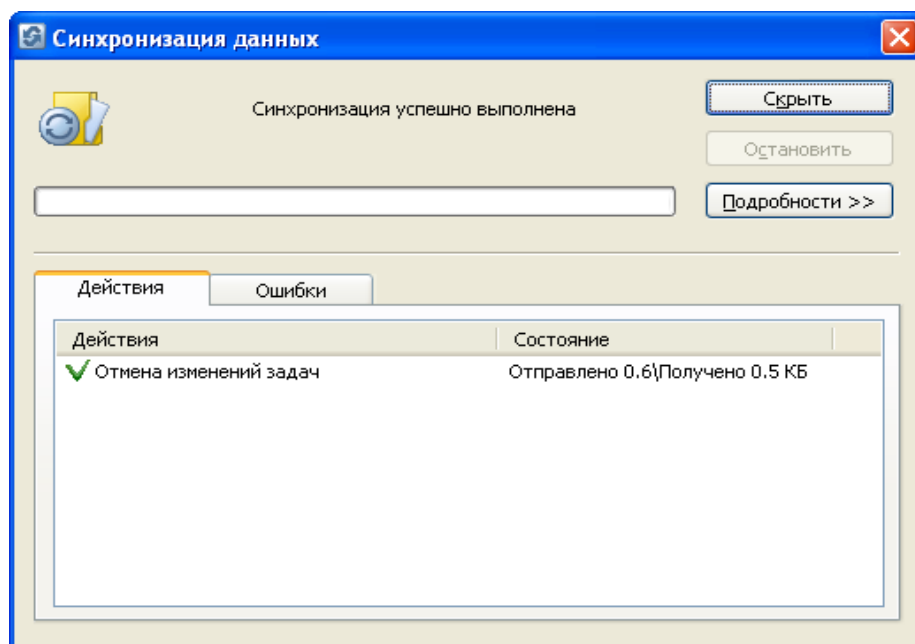 Синхронизация данных
Синхронизация успешно выполнена
Скрыть
Остановить
Подробности >>
Действия
Ошибки
Действия
Состояние
Отмена изменений задач
Отправлено 0.6\Получено 0.5 КБ